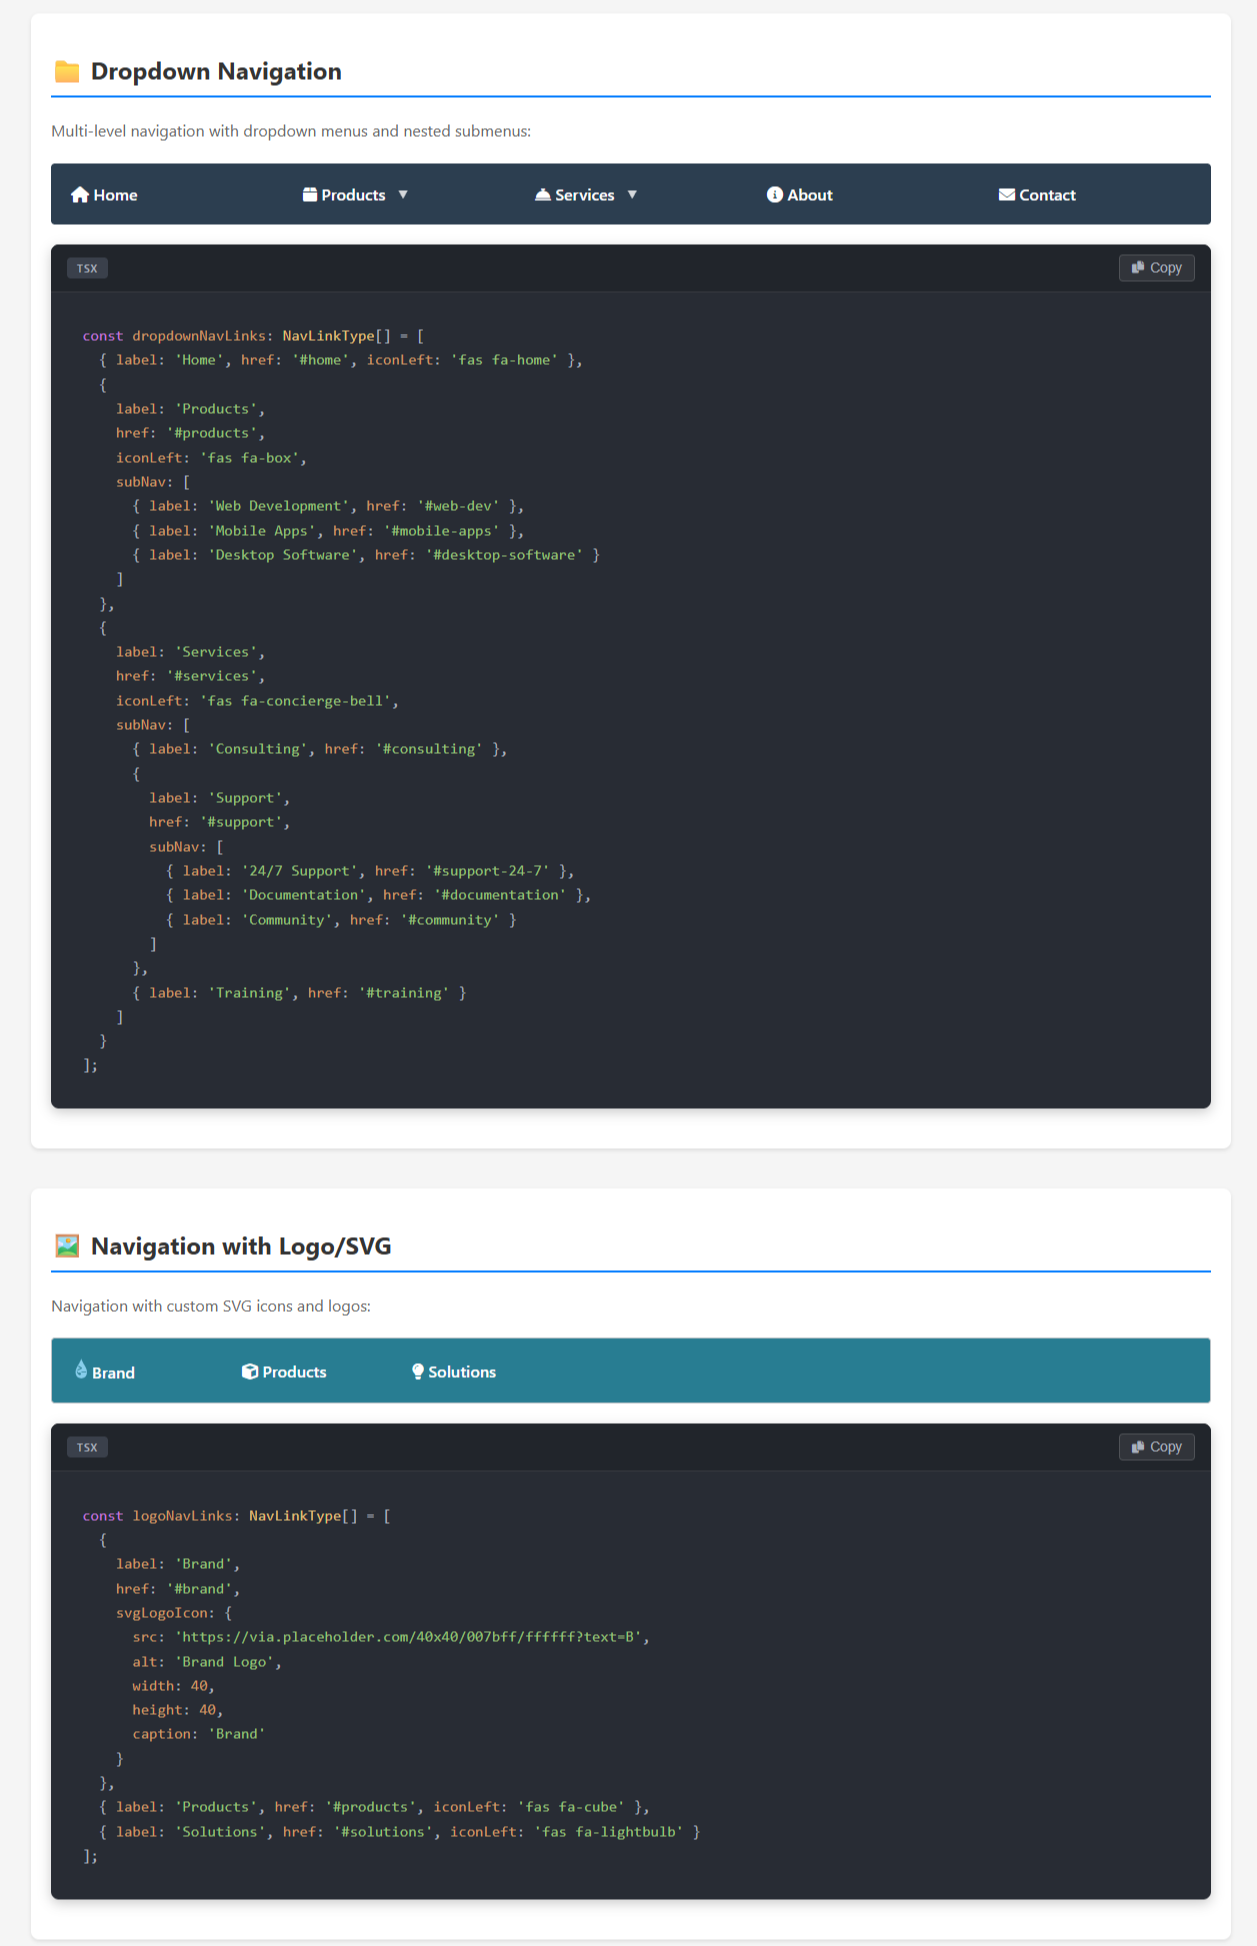 Dropdown Navigation
Multi-level navigation with dropdown menus and nested submenus:
Home Products ▼ Services ▼ About Contact
TSX Copy
const dropdownNavLinks: NavLinkType[] = [
  { label: 'Home', href: '#home', iconLeft: 'fas fa-home' },
  {
    label: 'Products',
    href: '#products',
    iconLeft: 'fas fa-box',
    subNav: [
      { label: 'Web Development', href: '#web-dev' },
      { label: 'Mobile Apps', href: '#mobile-apps' },
      { label: 'Desktop Software', href: '#desktop-software' }
    ]
  },
  {
    label: 'Services',
    href: '#services',
    iconLeft: 'fas fa-concierge-bell',
    subNav: [
      { label: 'Consulting', href: '#consulting' },
      {
        label: 'Support',
        href: '#support',
        subNav: [
          { label: '24/7 Support', href: '#support-24-7' },
          { label: 'Documentation', href: '#documentation' },
          { label: 'Community', href: '#community' }
        ]
      },
      { label: 'Training', href: '#training' }
    ]
  }
];
Navigation with Logo/SVG
Navigation with custom SVG icons and logos:
Brand Products Solutions
TSX Copy
const logoNavLinks: NavLinkType[] = [
  {
    label: 'Brand',
    href: '#brand',
    svgLogoIcon: {
      src: 'https://via.placeholder.com/40x40/007bff/ffffff?text=B',
      alt: 'Brand Logo',
      width: 40,
      height: 40,
      caption: 'Brand'
    }
  },
  { label: 'Products', href: '#products', iconLeft: 'fas fa-cube' },
  { label: 'Solutions', href: '#solutions', iconLeft: 'fas fa-lightbulb' }
];